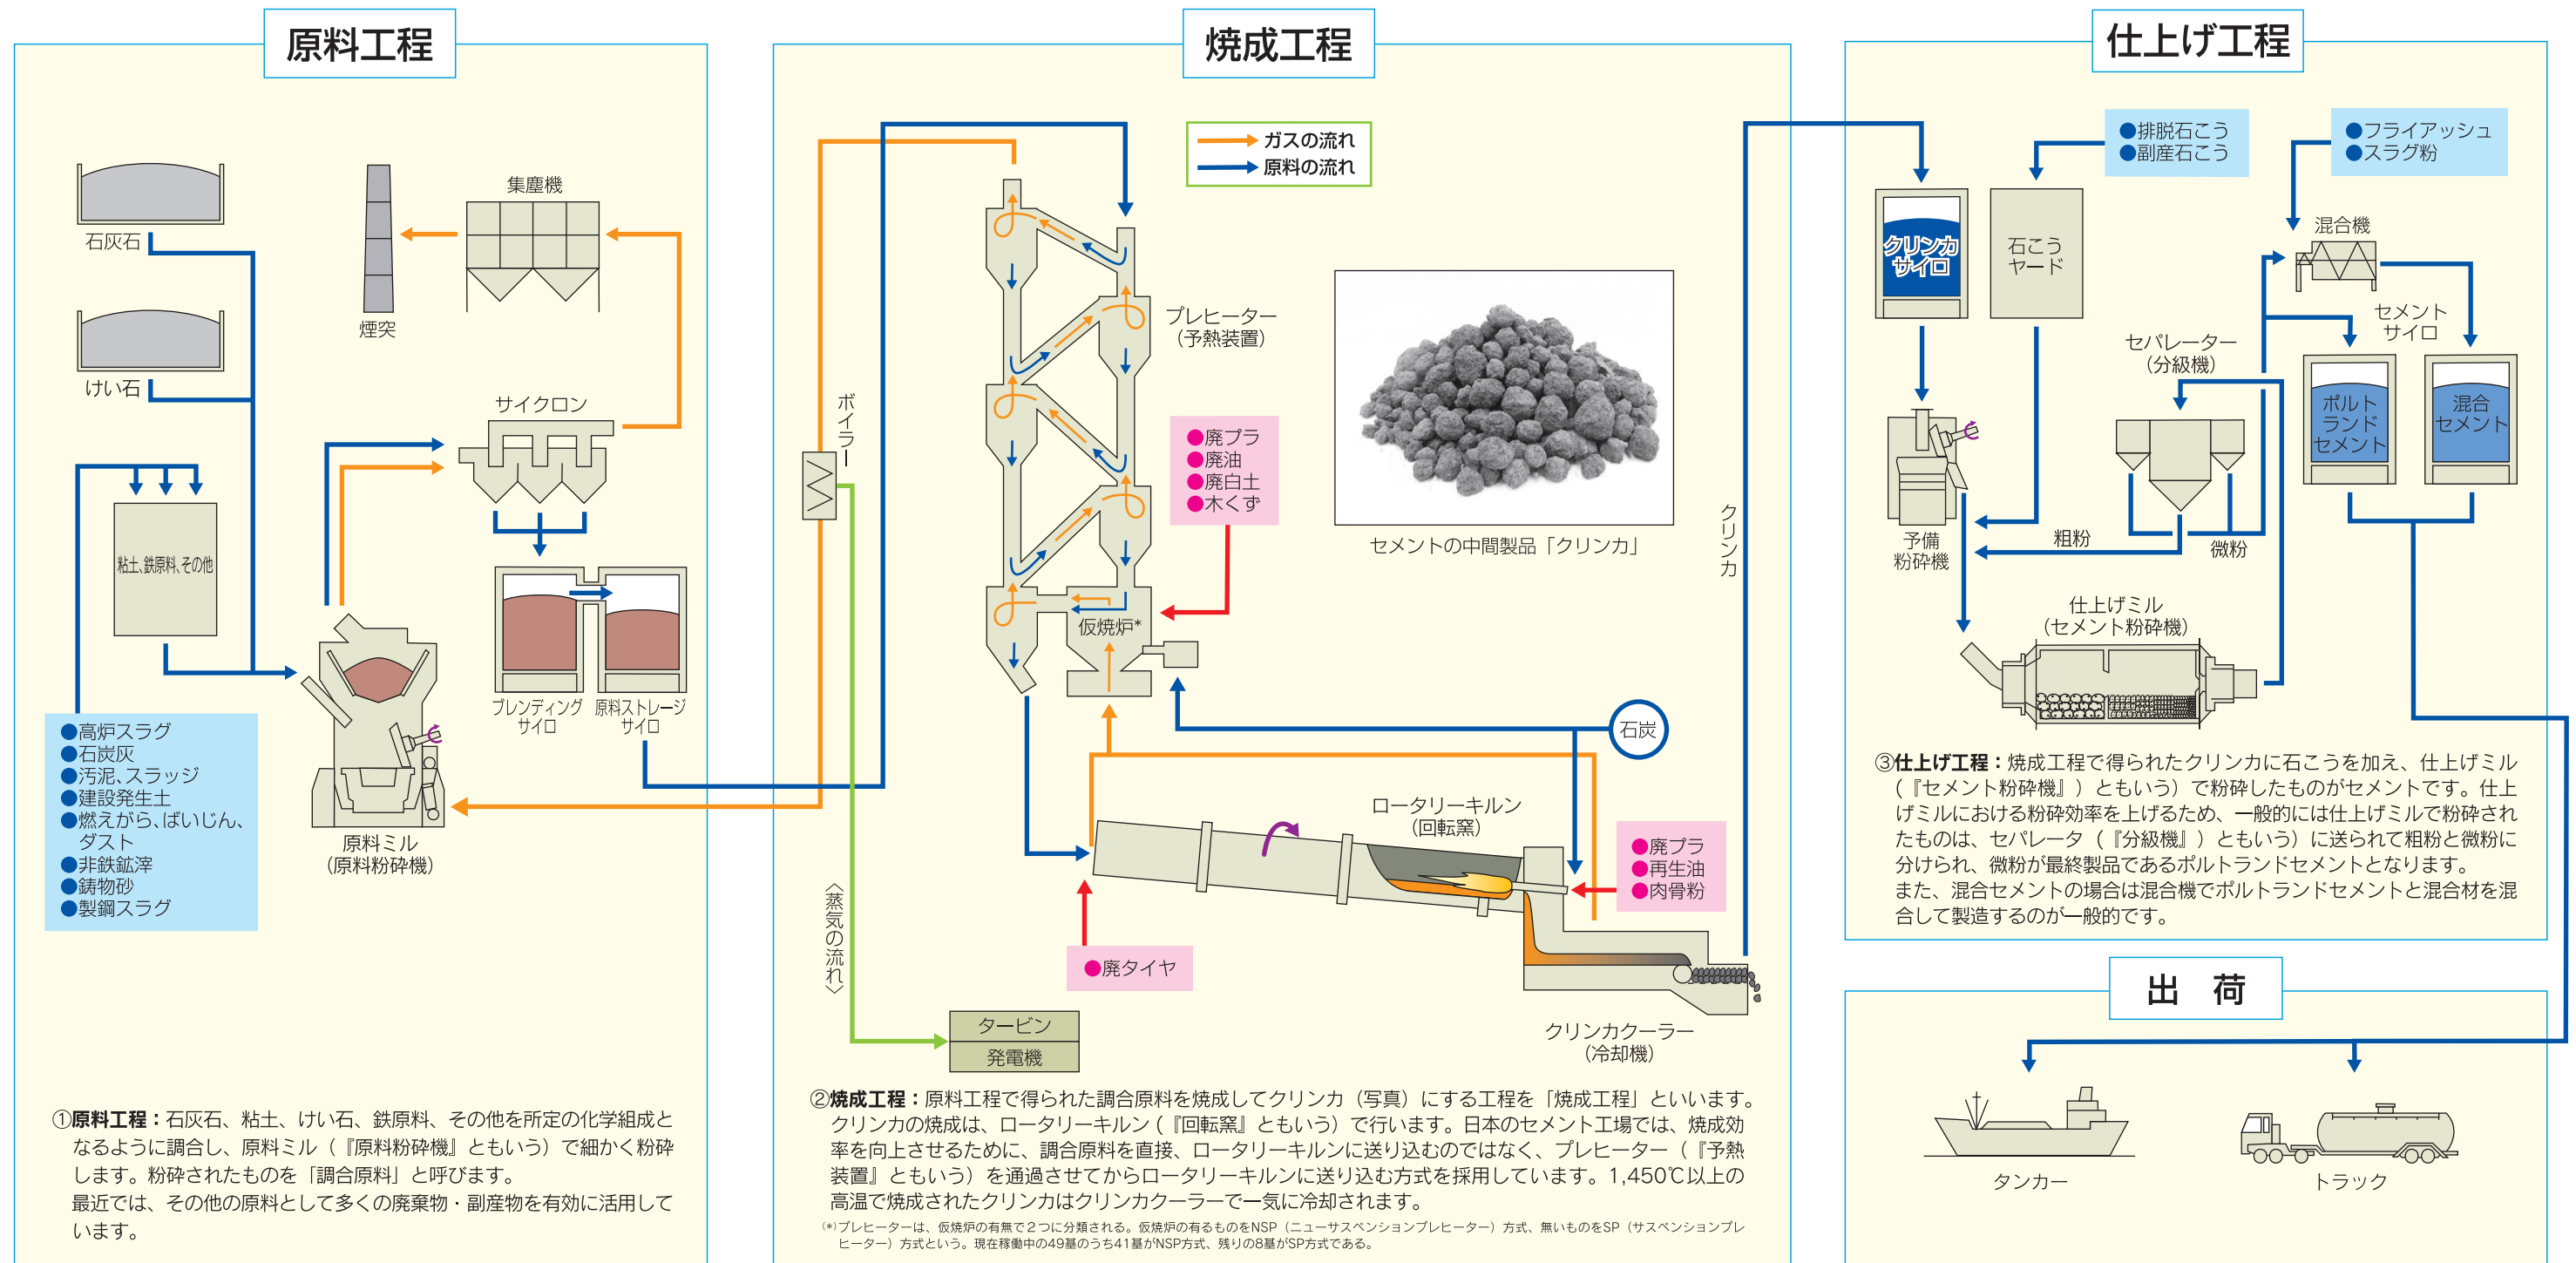 原料工程
石灰石
けい石
煙突
集塵機
サイクロン
粘土、鉄原料、その他
ブレンディング
サイロ
原料ストレージ
サイロ
●高炉スラグ
●石炭灰
●汚泥、スラッジ
●建設発生土
●燃えがら、ばいじん、
ダスト
●非鉄鉱滓
●鋳物砂
●製鋼スラグ
原料ミル
(原料粉砕機)
①原料工程：石灰石、粘土、けい石、鉄原料、その他を所定の化学組成と
なるように調合し、原料ミル（『原料粉砕機』ともいう）で細かく粉砕
します。粉砕されたものを「調合原料」と呼びます。
最近では、その他の原料として多くの廃棄物・副産物を有効に活用して
います。
焼成工程
ガスの流れ
原料の流れ
ボイラー
プレヒーター
(予熱装置)
●廃プラ
●廃油
●廃白土
●木くず
仮焼炉*
セメントの中間製品「クリンカ」
クリンカ
石炭
ロータリーキルン
(回転窯)
●廃プラ
●再生油
●肉骨粉
●廃タイヤ
〈蒸気の流れ〉
タービン
発電機
クリンカクーラー
(冷却機)
②焼成工程：原料工程で得られた調合原料を焼成してクリンカ（写真）にする工程を「焼成工程」といいます。
クリンカの焼成は、ロータリーキルン（『回転窯』ともいう）で行います。日本のセメント工場では、焼成効
率を向上させるために、調合原料を直接、ロータリーキルンに送り込むのではなく、プレヒーター（『予熱
装置』ともいう）を通過させてからロータリーキルンに送り込む方式を採用しています。1,450℃以上の
高温で焼成されたクリンカはクリンカクーラーで一気に冷却されます。
(*)プレヒーターは、仮焼炉の有無で２つに分類される。仮焼炉の有るものをNSP（ニューサスペンションプレヒーター）方式、無いものをSP（サスペンションプレ
ヒーター）方式という。現在稼働中の49基のうち41基がNSP方式、残りの8基がSP方式である。
仕上げ工程
●排脱石こう
●副産石こう
●フライアッシュ
●スラグ粉
クリンカ
サイロ
石こう
ヤード
混合機
セメント
サイロ
セパレーター
(分級機)
ポルト
ランド
セメント
混合
セメント
予備
粉砕機
粗粉
微粉
仕上げミル
(セメント粉砕機)
③仕上げ工程：焼成工程で得られたクリンカに石こうを加え、仕上げミル
（『セメント粉砕機』）ともいう）で粉砕したものがセメントです。仕上
げミルにおける粉砕効率を上げるため、一般的には仕上げミルで粉砕され
たものは、セパレータ（『分級機』）ともいう）に送られて粗粉と微粉に
分けられ、微粉が最終製品であるポルトランドセメントとなります。
また、混合セメントの場合は混合機でポルトランドセメントと混合材を混
合して製造するのが一般的です。
出　荷
タンカー
トラック